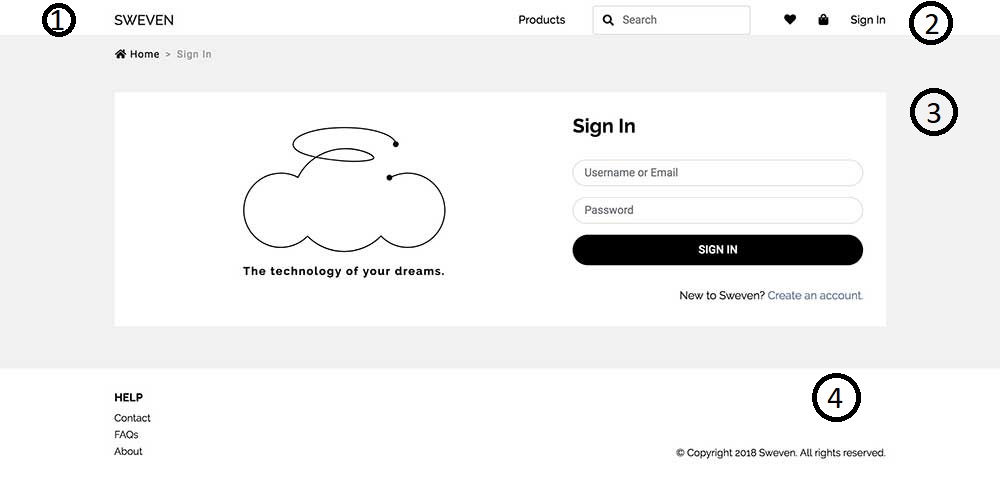 1
SWEVEN
Products
Search
Sign In
2
Home > Sign In
3
Sign In
Username or Email
Password
SIGN IN
The technology of your dreams.
New to Sweven? Create an account.
4
HELP
Contact
FAQs
About
© Copyright 2018 Sweven. All rights reserved.